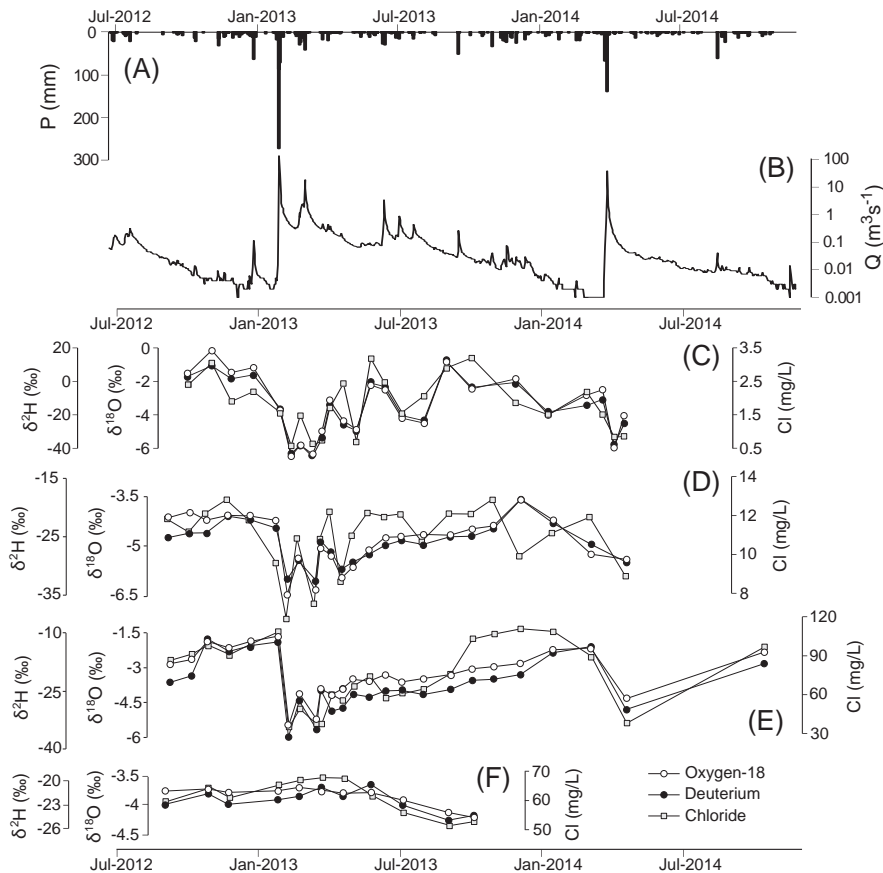 Jul-2012 Jan-2013 Jul-2013 Jan-2014 Jul-2014
0
100
200
300
P (mm)
(A)
(B)
100
10
1
0.1
0.01
0.001
Q (m³s⁻¹)
Jul-2012 Jan-2013 Jul-2013 Jan-2014 Jul-2014
20
0
-20
-40
δ²H (‰)
0
-2
-4
-6
δ¹⁸O (‰)
(C)
3.5
2.5
1.5
0.5
Cl (mg/L)
-15
-25
-35
δ²H (‰)
-3.5
-5
-6.5
δ¹⁸O (‰)
(D)
14
12
10
8
Cl (mg/L)
-10
-25
-40
δ²H (‰)
-1.5
-3
-4.5
-6
δ¹⁸O (‰)
(E)
120
90
60
30
Cl (mg/L)
-20
-23
-26
δ²H (‰)
-3.5
-4
-4.5
δ¹⁸O (‰)
(F)
70
60
50
Cl (mg/L)
Oxygen-18
Deuterium
Chloride
Jul-2012 Jan-2013 Jul-2013 Jan-2014 Jul-2014